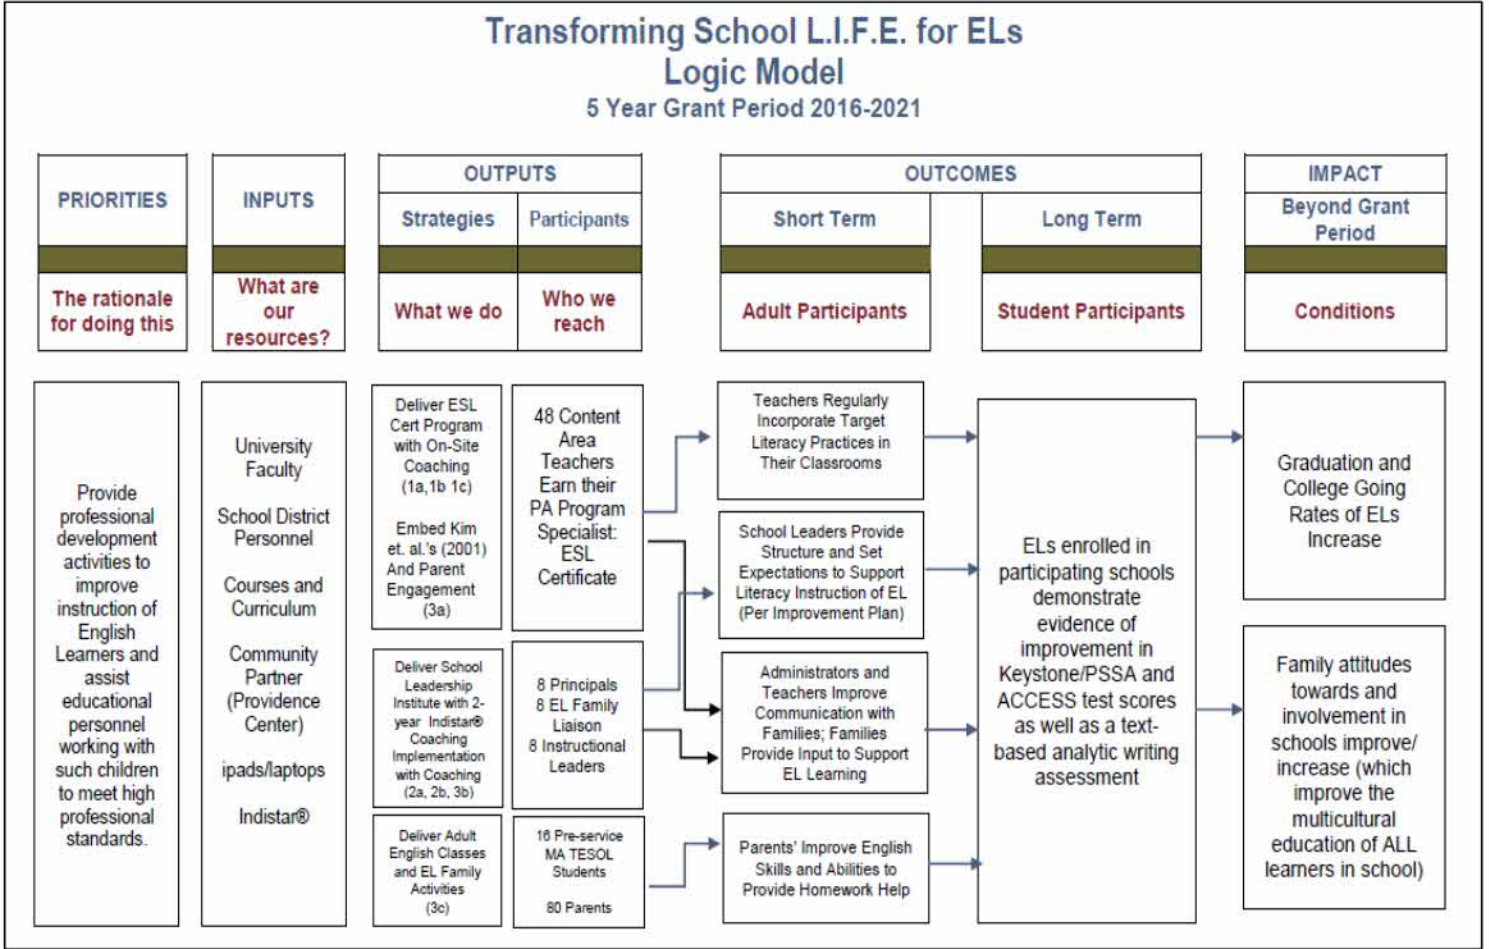 Transforming School L.I.F.E. for ELs
Logic Model
5 Year Grant Period 2016-2021
PRIORITIES
The rationale
for doing this
INPUTS
What are
our
resources?
OUTPUTS
Strategies
What we do
Participants
Who we
reach
OUTCOMES
Short Term
Adult Participants
Long Term
Student Participants
IMPACT
Beyond Grant
Period
Conditions
Provide
professional
development
activities to
improve
instruction of
English
Learners and
assist
educational
personnel
working with
such children
to meet high
professional
standards.
University
Faculty
School District
Personnel
Courses and
Curriculum
Community
Partner
(Providence
Center)
ipads/laptops
Indistar®
Deliver ESL
Cert Program
with On-Site
Coaching
(1a,1b 1c)
Embed Kim
et. al.'s (2001)
And Parent
Engagement
(3a)
Deliver School
Leadership
Institute with 2-
year Indistar®
Coaching
Implementation
with Coaching
(2a, 2b, 3b)
Deliver Adult
English Classes
and EL Family
Activities
(3c)
48 Content
Area
Teachers
Earn their
PA Program
Specialist:
ESL
Certificate
8 Principals
8 EL Family
Liaison
8 Instructional
Leaders
16 Pre-service
MA TESOL
Students
80 Parents
Teachers Regularly
Incorporate Target
Literacy Practices in
Their Classrooms
School Leaders Provide
Structure and Set
Expectations to Support
Literacy Instruction of EL
(Per Improvement Plan)
Administrators and
Teachers Improve
Communication with
Families; Families
Provide Input to Support
EL Learning
Parents' Improve English
Skills and Abilities to
Provide Homework Help
ELs enrolled in
participating schools
demonstrate
evidence of
improvement in
Keystone/PSSA and
ACCESS test scores
as well as a text-
based analytic writing
assessment
Graduation and
College Going
Rates of ELs
Increase
Family attitudes
towards and
involvement in
schools improve/
increase (which
improve the
multicultural
education of ALL
learners in school)